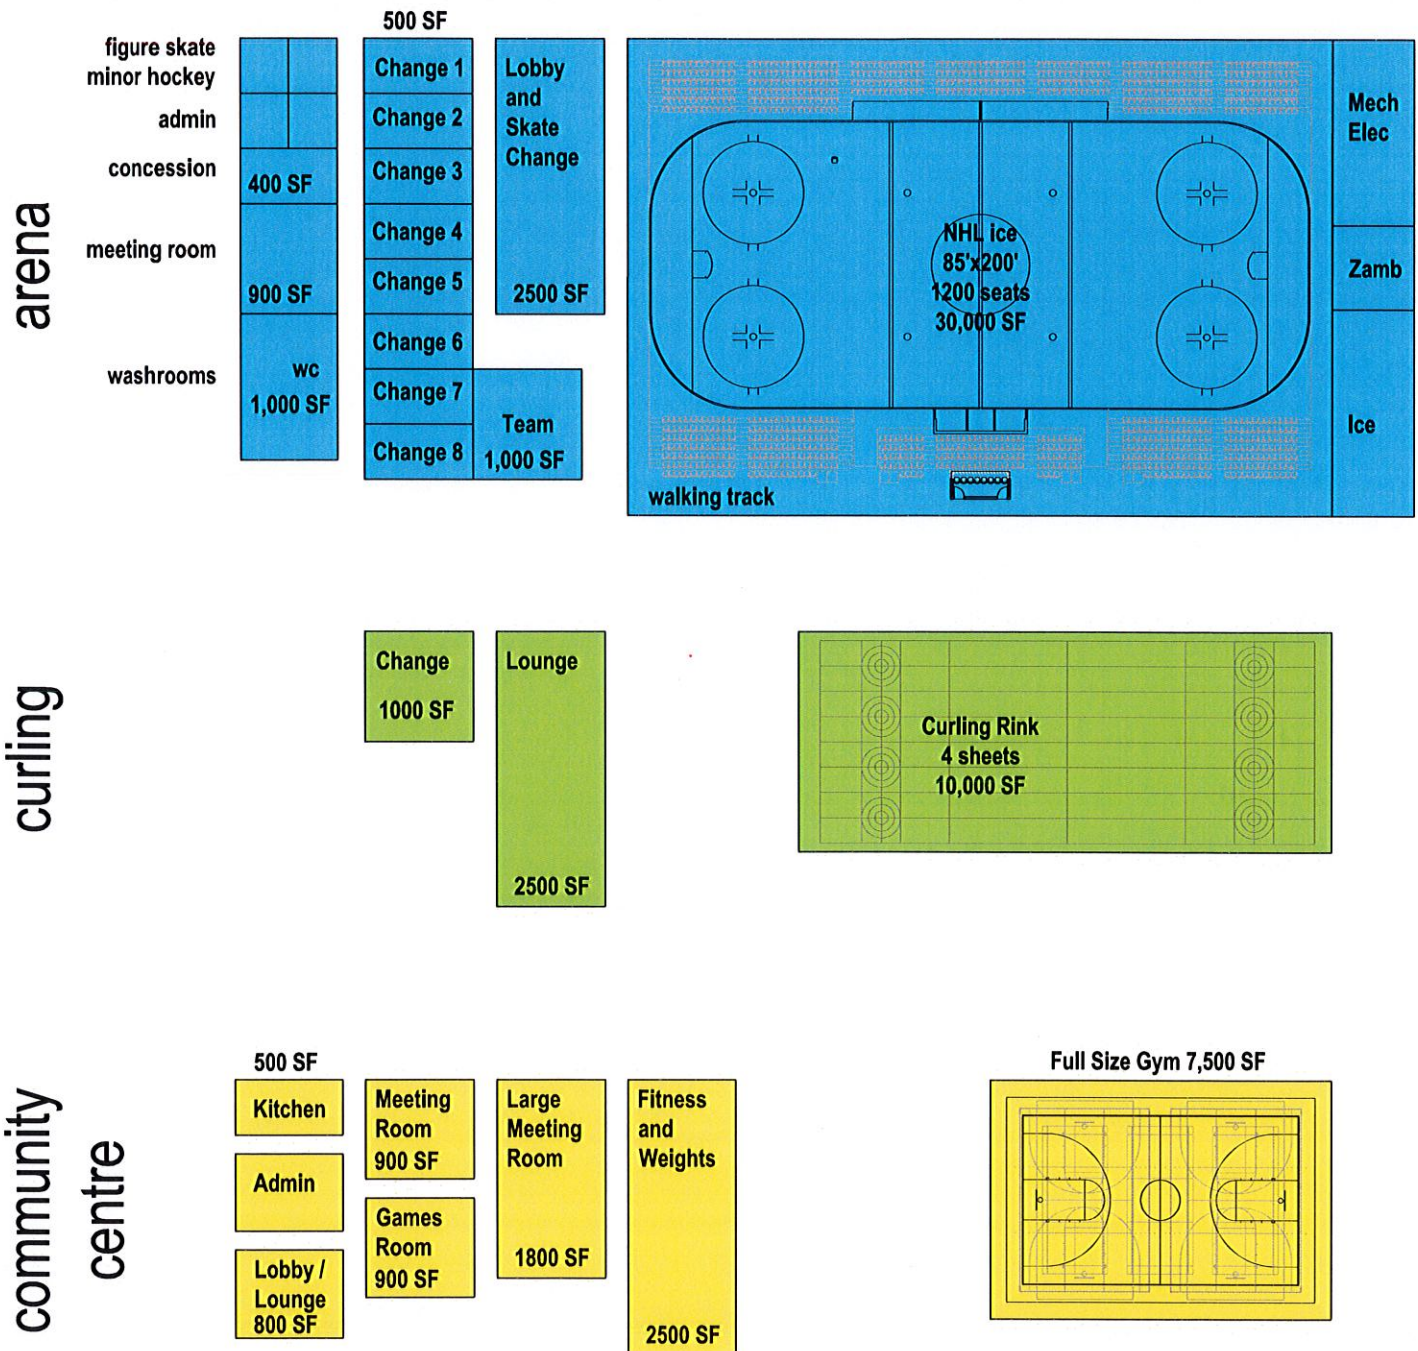 arena
figure skate
minor hockey
admin
concession
meeting room
washrooms
400 SF
900 SF
wc
1,000 SF
500 SF
Change 1
Change 2
Change 3
Change 4
Change 5
Change 6
Change 7
Change 8
Team
1,000 SF
Lobby
and
Skate
Change
2500 SF
NHL ice
85'x200'
1200 seats
30,000 SF
walking track
Mech
Elec
Zamb
Ice
curling
Change
1000 SF
Lounge
2500 SF
Curling Rink
4 sheets
10,000 SF
community
centre
500 SF
Kitchen
Admin
Lobby /
Lounge
800 SF
Meeting
Room
900 SF
Games
Room
900 SF
Large
Meeting
Room
1800 SF
Fitness
and
Weights
2500 SF
Full Size Gym 7,500 SF